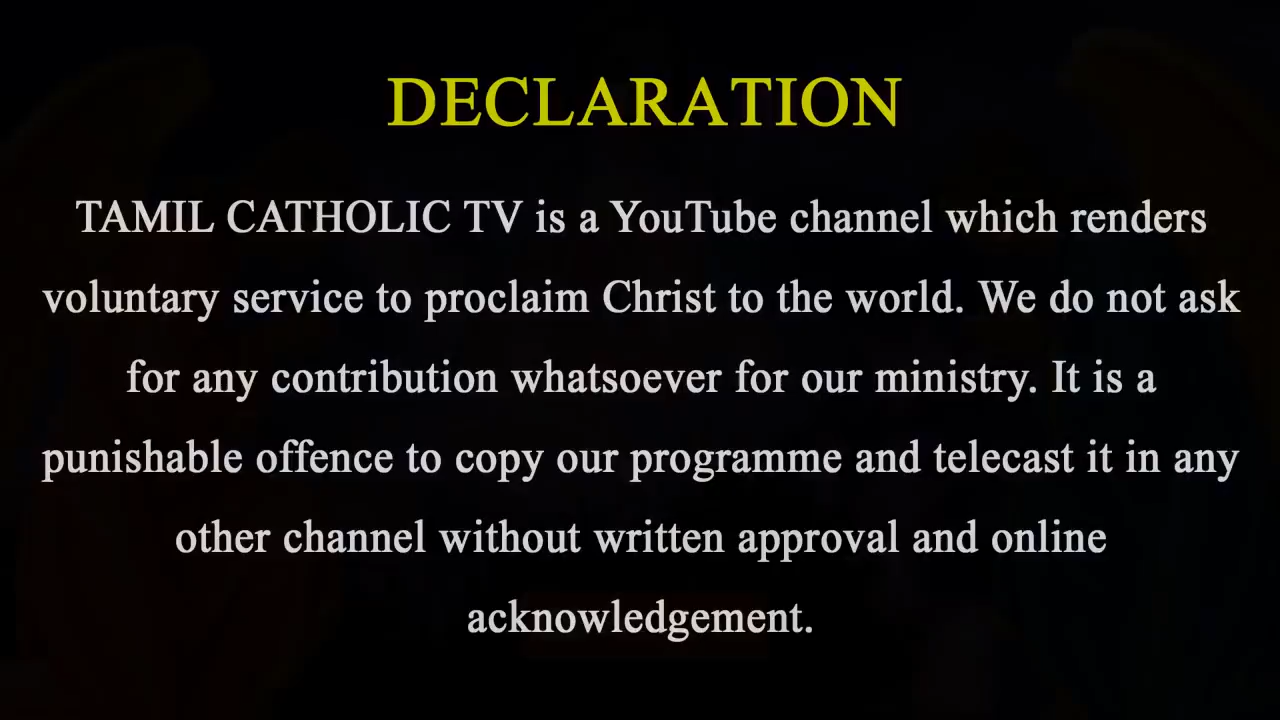 DECLARATION
TAMIL CATHOLIC TV is a YouTube channel which renders
voluntary service to proclaim Christ to the world. We do not ask
for any contribution whatsoever for our ministry. It is a
punishable offence to copy our programme and telecast it in any
other channel without written approval and online
acknowledgement.